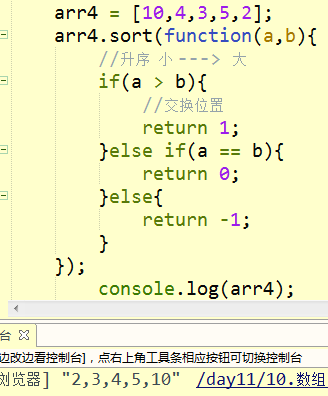 arr4 = [10,4,3,5,2];
arr4.sort(function(a,b){
//升序 小 ---> 大
if(a > b){
//交换位置
return 1;
}else if(a == b){
return 0;
}else{
return -1;
}
});
console.log(arr4);
台
边改边看控制台]，点右上角工具条相应按钮可切换控制台
浏览器] "2,3,4,5,10" /day11/10.数组